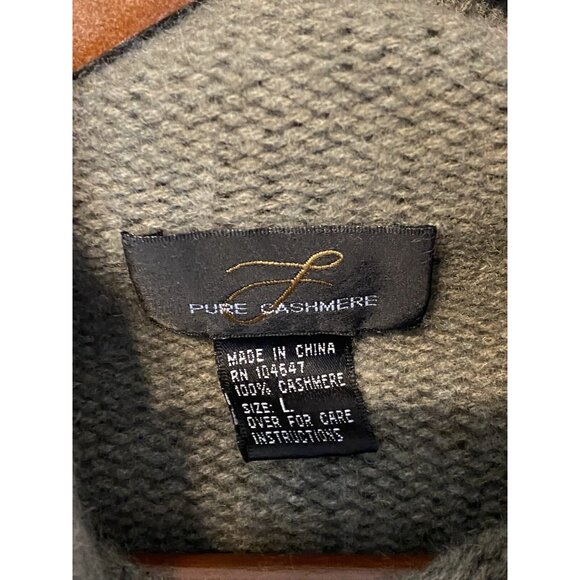 PURE CASHMERE
MADE IN CHINA
RN 104647
100% CASHMERE
SIZE: L
OVER FOR CARE
INSTRUCTIONS